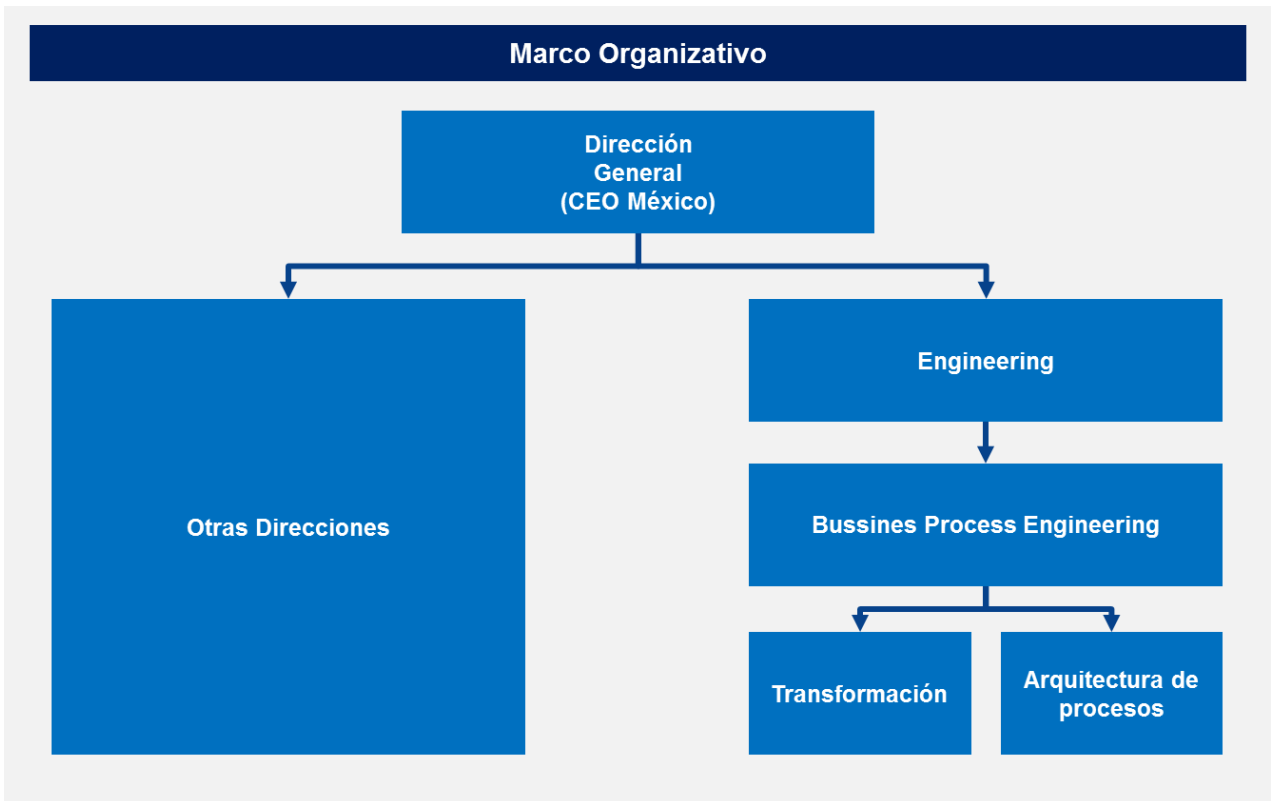 Marco Organizativo
Dirección
General
(CEO México)
Engineering
Otras Direcciones
Bussines Process Engineering
Transformación
Arquitectura de
procesos